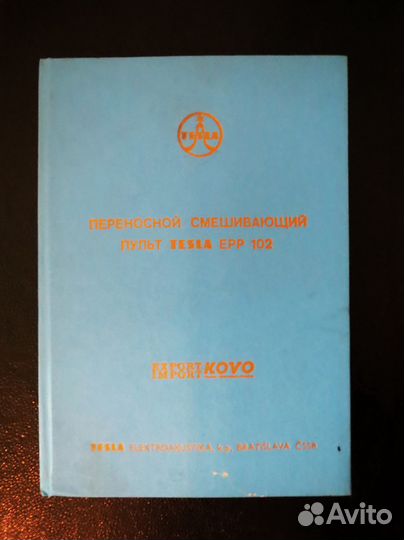 TESLA
ПЕРЕНОСНОЙ СМЕШИВАЮЩИЙ
ПУЛЬТ TESLA EPP 102
EXPORT IMPORT KOVO
TESLA ELEKTROAKUSTIKA, k.p., BRATISLAVA ČSSR
Avito